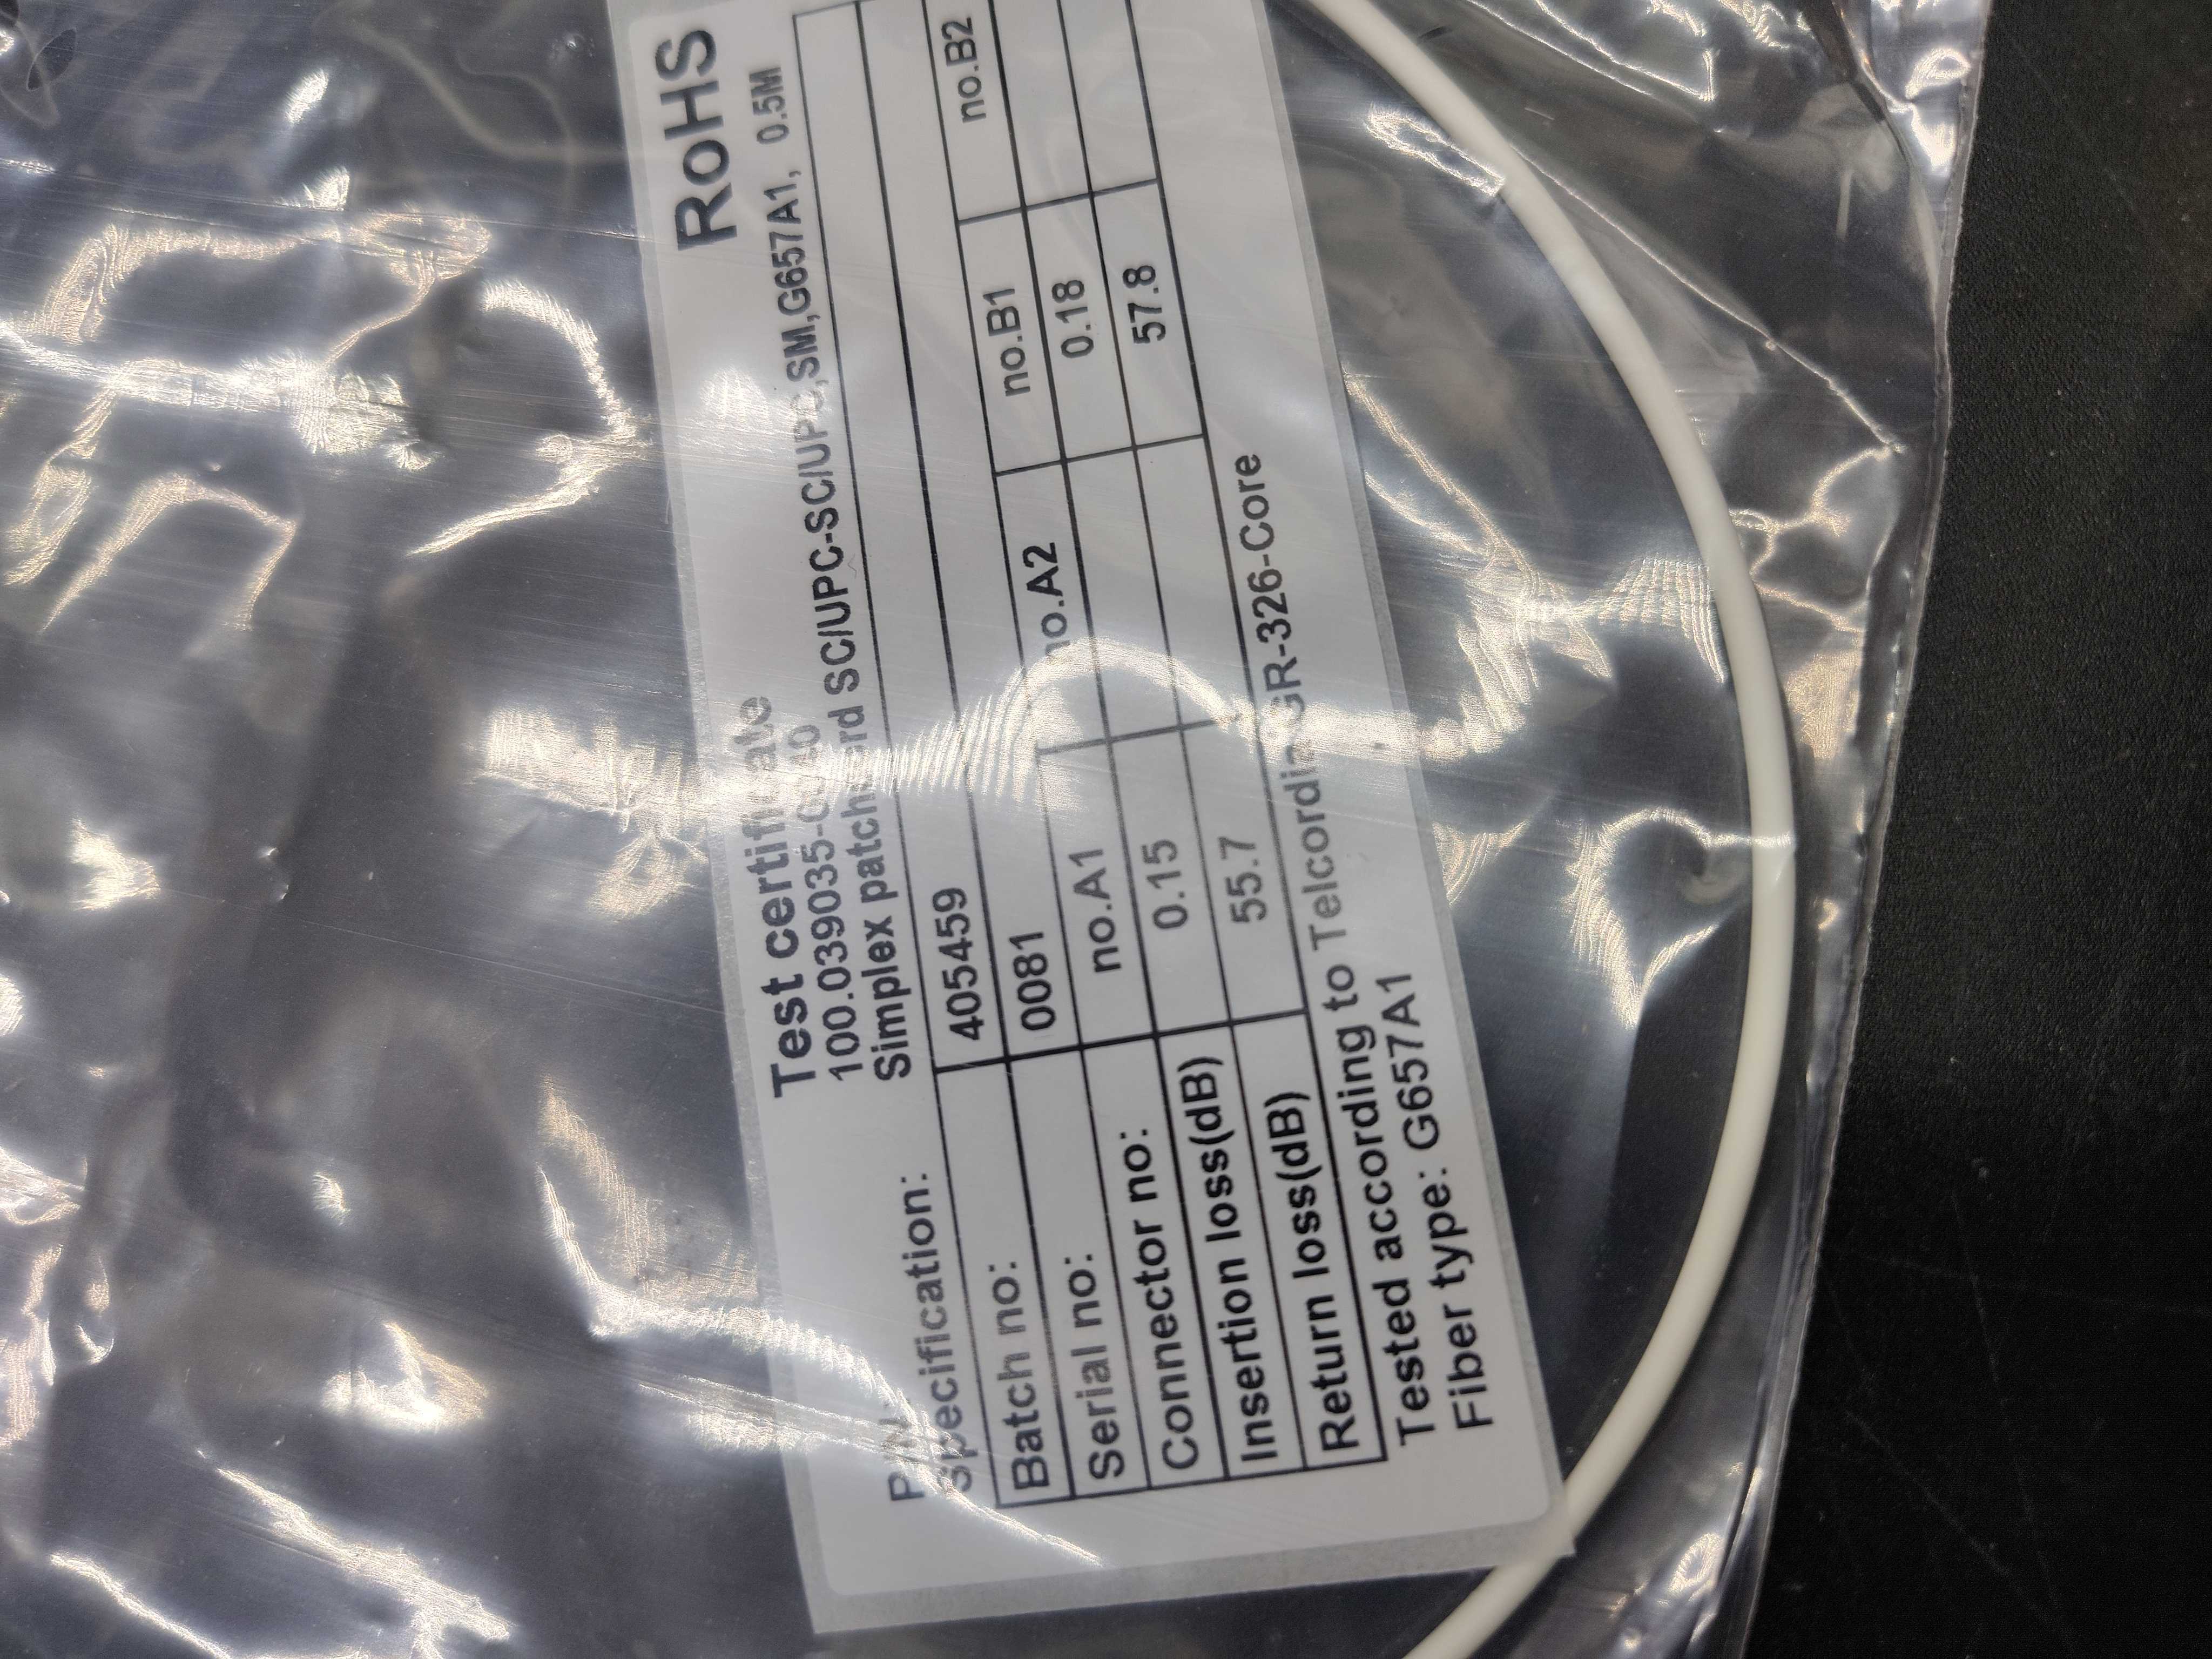 Test certificate RoHS
P/N: 100.039035-
Specification: Simplex patchcord SC/UPC-SC/UPC,SM,G657A1, 0.5M
Batch no: 405459
Serial no: 0081
Connector no: no.A1 no.A2 no.B1 no.B2
Insertion loss(dB) 0.15 0.18
Return loss(dB) 55.7 57.8
Tested according to Telcordia GR-326-Core
Fiber type: G657A1